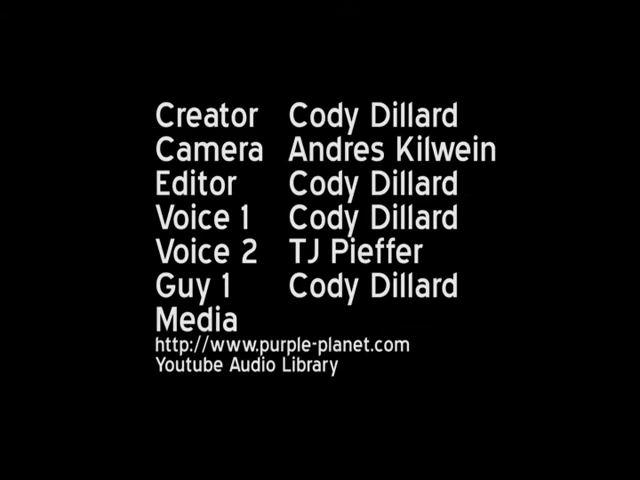 Creator Cody Dillard
Camera Andres Kilwein
Editor Cody Dillard
Voice 1 Cody Dillard
Voice 2 TJ Pieffer
Guy 1 Cody Dillard
Media
http://www.purple-planet.com
Youtube Audio Library